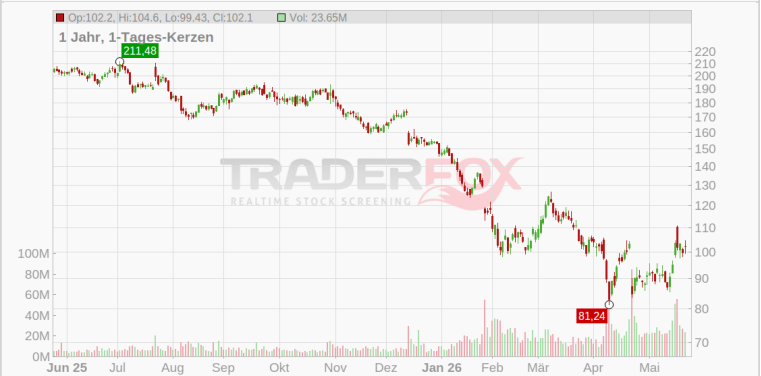 Op:102.2, Hi:104.6, Lo:99.43, Cl:102.1 Vol: 23.65M
1 Jahr, 1-Tages-Kerzen
211,48
220
210
200
190
180
170
160
150
140
130
120
110
100
90
80
70
TRADERFOX
REALTIME STOCK SCREENING
100M
80M
60M
40M
20M
0M
81,24
Jun 25 Jul Aug Sep Okt Nov Dez Jan 26 Feb Mär Apr Mai